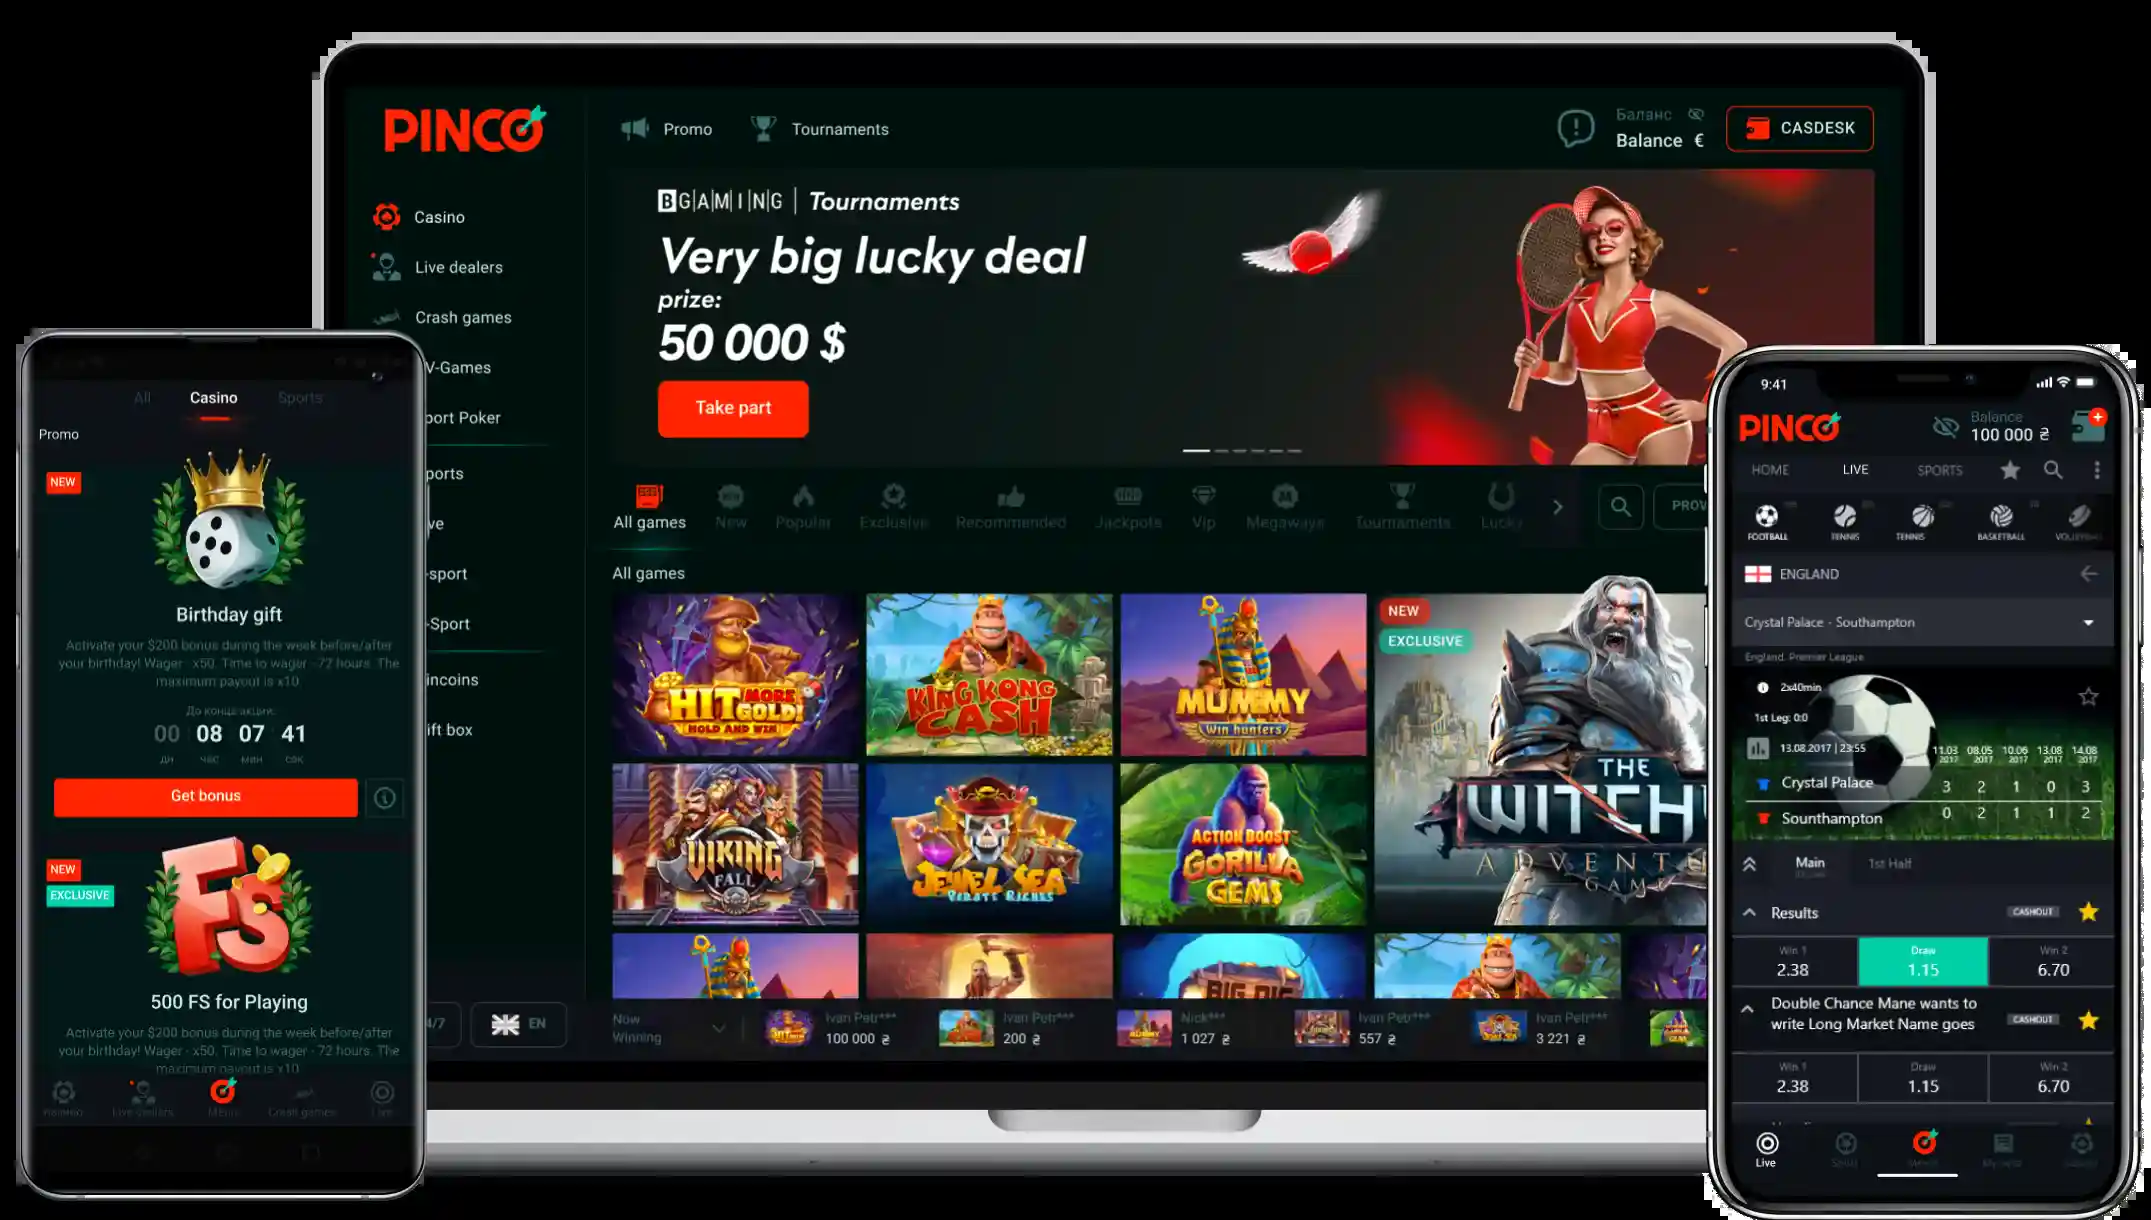 PINCO
Promo
Tournaments
Баланс
Balance €
CASDESK
Casino
Live dealers
Crash games
V-Games
port Poker
ports
ve
-sport
-Sport
incoins
ift box
4/7
EN
BGAMING | Tournaments
Very big lucky deal
prize:
50 000 $
Take part
All games
New
Popular
Exclusive
Recommended
Jackpots
Vip
Megaways
Tournaments
Lucky
PROV
All games
HIT MORE GOLD!
HOLD AND WIN
KING KONG CASH
MUMMY
Win hunters
NEW
EXCLUSIVE
THE
WITCH
ADVENTU
GAME
VIKING
FALL
JEWEL SEA
PIRATE RICHES
ACTION BOOST
GORILLA
GEMS
BIG DIG
Now
Winning
Ivan Petr***
100 000 ₴
Ivan Petr***
200 ₴
Nick***
1 027 ₴
Ivan Petr***
557 ₴
Ivan Petr***
3 221 ₴
All
Casino
Sports
Promo
NEW
Birthday gift
Activate your $200 bonus during the week before/after
your birthday! Wager - x50. Time to wager - 72 hours. The
maximum payout is x10
До конца акции:
00 08 07 41
дн час мин сек
Get bonus
NEW
EXCLUSIVE
Fs
500 FS for Playing
Activate your $200 bonus during the week before/after
your birthday! Wager - x50. Time to wager - 72 hours. The
maximum payout is x10
Live dealers
Menu
Crash games
Live
9:41
PINCO
Balance
100 000 ₴
HOME
LIVE
SPORTS
FOOTBALL
TENNIS
TENNIS
BASKETBALL
ENGLAND
Crystal Palace - Southampton
England. Premier League
2x40min
1st Leg: 0:0
13.08.2017 | 23:55
11.03 08.05 10.06 13.08 14.08
2017 2017 2017 2017 2017
Crystal Palace 3 2 1 0 3
Sounthampton 0 2 1 1 2
Main
1st Half
Results
CASHOUT
Win 1
2.38
Draw
1.15
Win 2
6.70
Double Chance Mane wants to
write Long Market Name goes
CASHOUT
Win 1
2.38
Draw
1.15
Win 2
6.70
Live